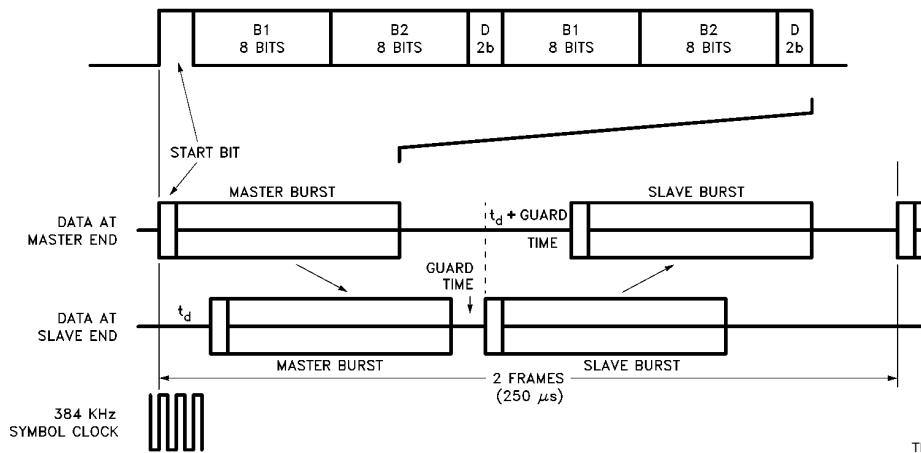 B1
8 BITS
B2
8 BITS
D
2b
B1
8 BITS
B2
8 BITS
D
2b
START BIT
MASTER BURST
SLAVE BURST
DATA AT
MASTER END
td + GUARD
TIME
GUARD
TIME
DATA AT
SLAVE END
td
MASTER BURST
SLAVE BURST
2 FRAMES
(250 μs)
384 KHz
SYMBOL CLOCK